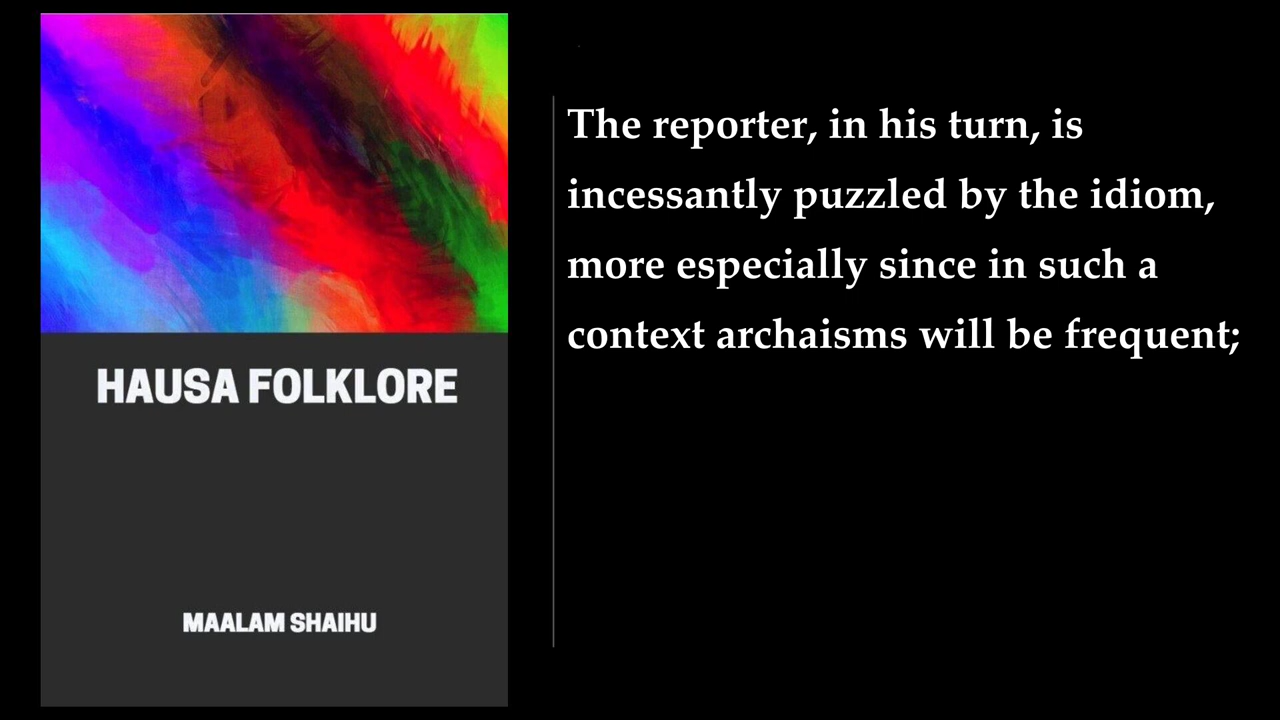 HAUSA FOLKLORE
MAALAM SHAIHU
The reporter, in his turn, is
incessantly puzzled by the idiom,
more especially since in such a
context archaisms will be frequent;